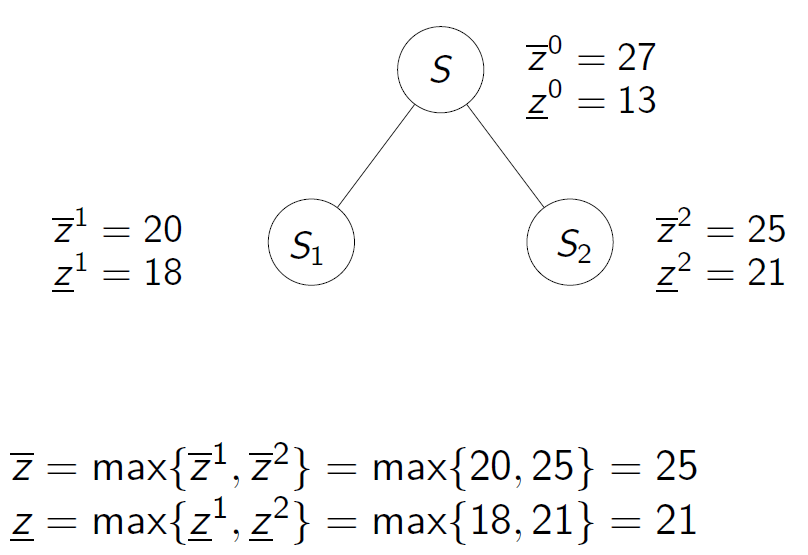 S
z̅⁰ = 27
z̲⁰ = 13
z̅¹ = 20
z̲¹ = 18
S₁
S₂
z̅² = 25
z̲² = 21
z̅ = max{z̅¹, z̅²} = max{20, 25} = 25
z̲ = max{z̲¹, z̲²} = max{18, 21} = 21